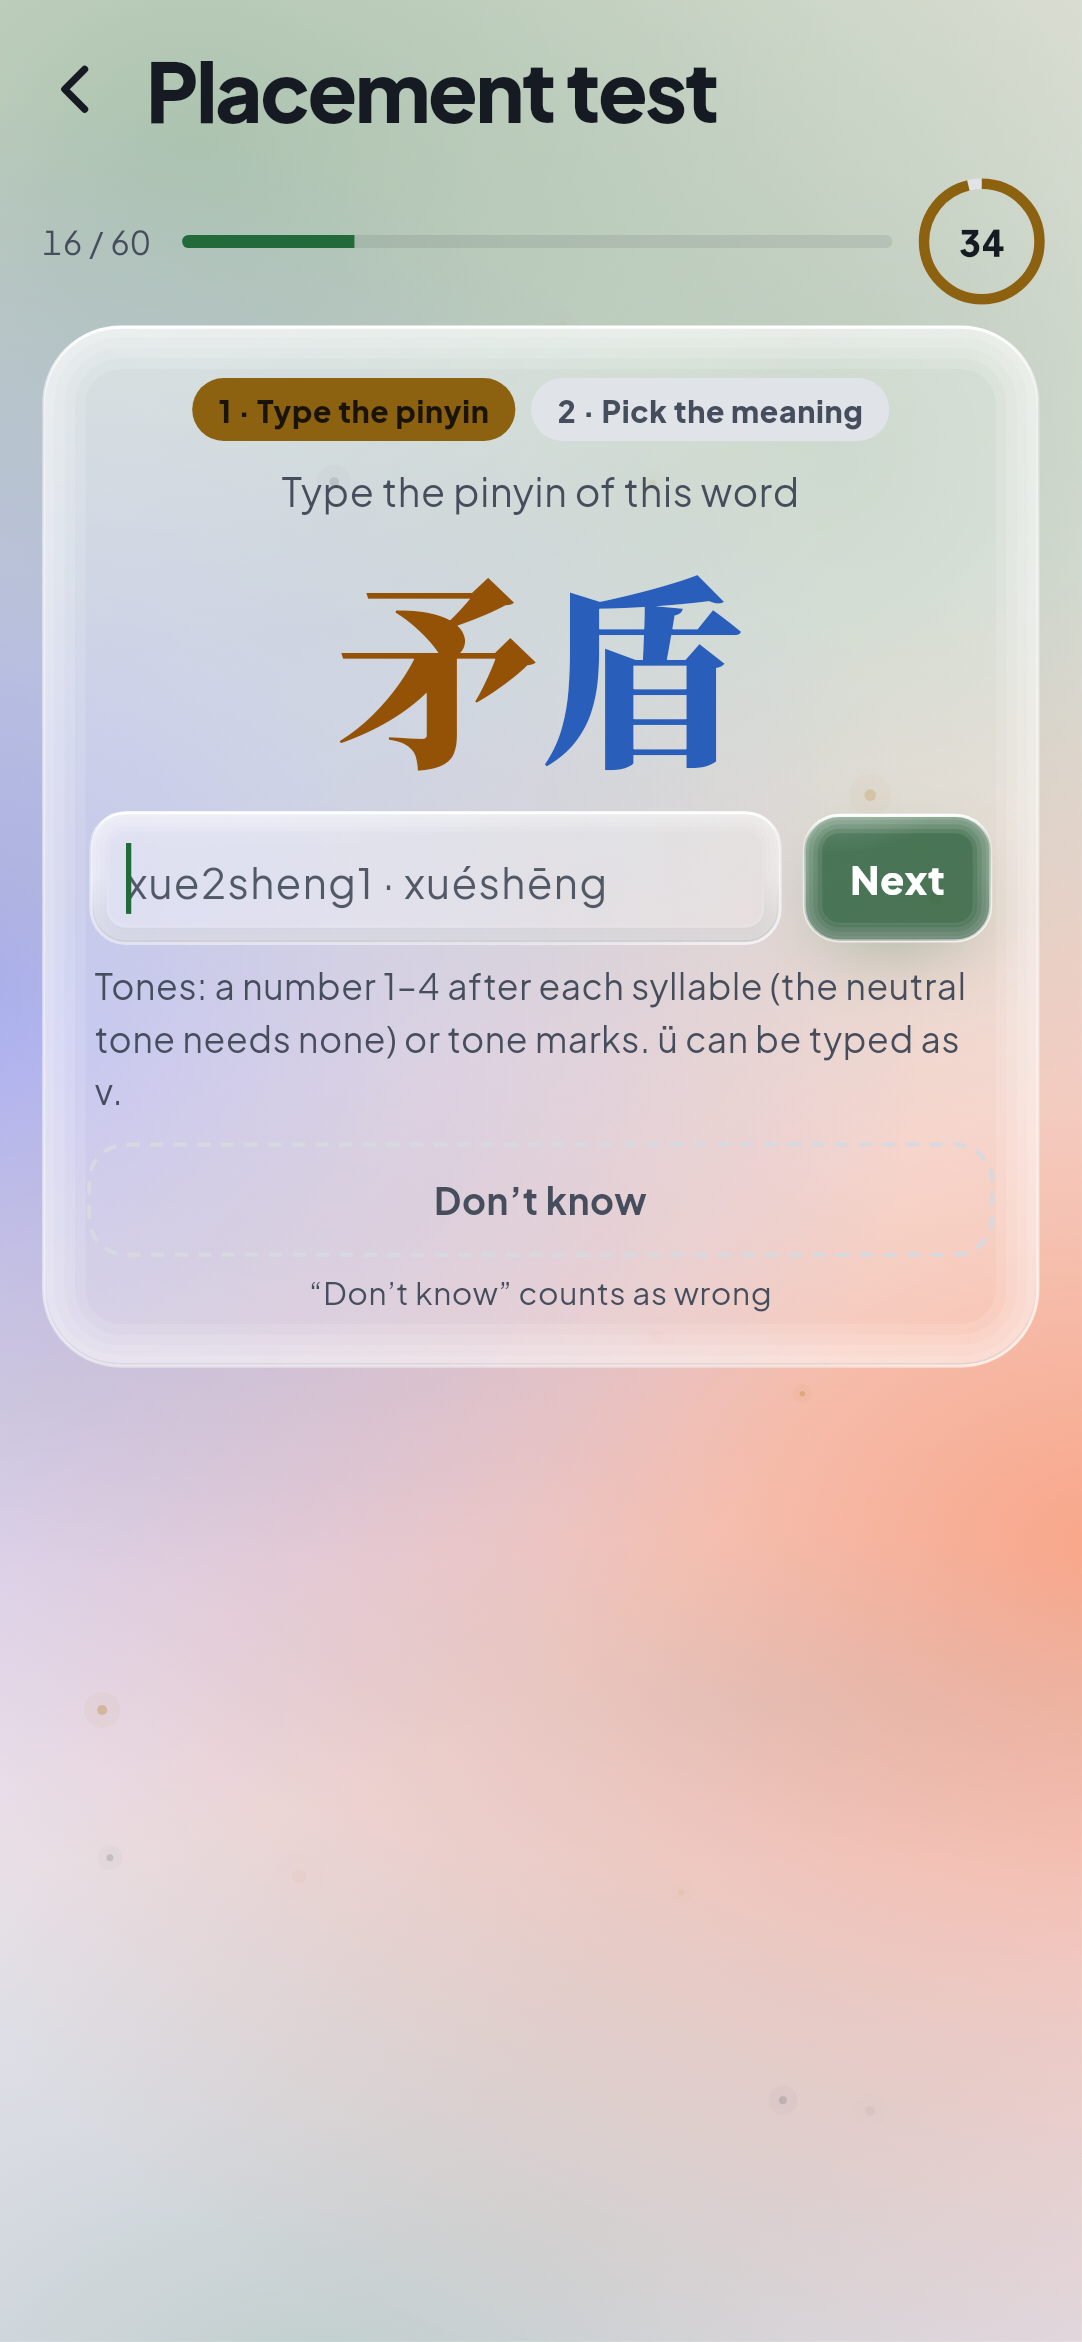 Placement test
16 / 60
34
1 · Type the pinyin
2 · Pick the meaning
Type the pinyin of this word
矛盾
xue2sheng1 · xuéshēng
Next
Tones: a number 1–4 after each syllable (the neutral
tone needs none) or tone marks. ü can be typed as
v.
Don’t know
“Don’t know” counts as wrong